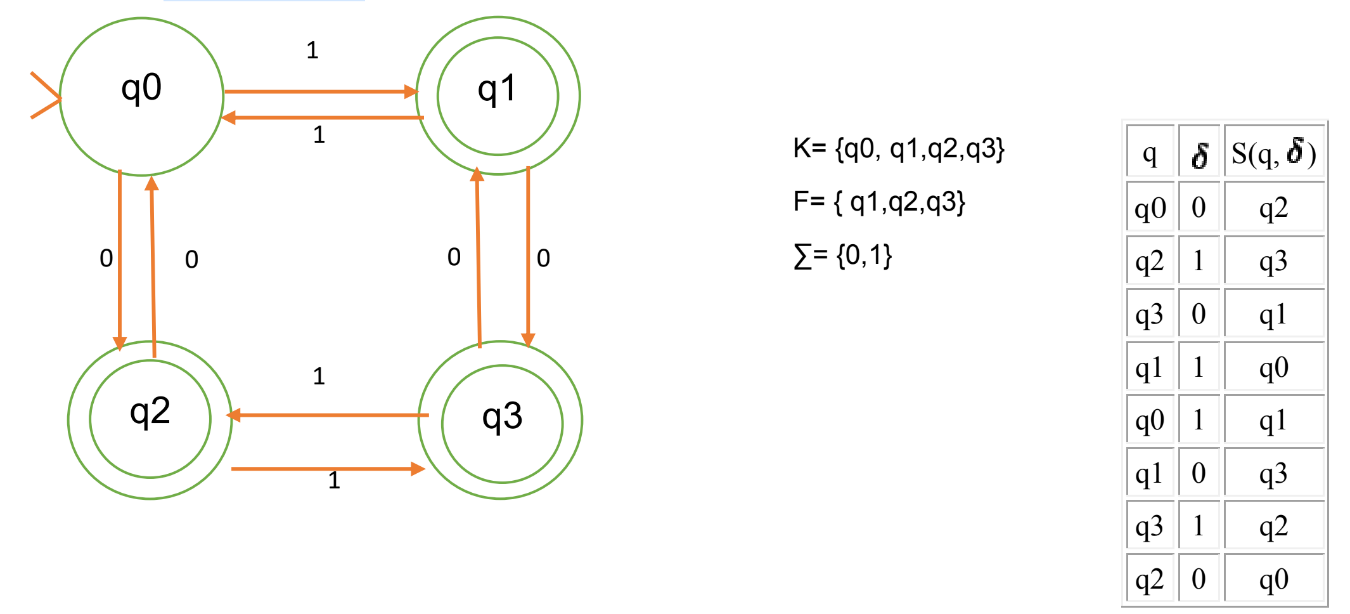 1
q0
q1
1
0
0
0
0
1
q2
q3
1
K= {q0, q1,q2,q3}
F= { q1,q2,q3}
∑= {0,1}
q δ S(q, δ)
q0 0 q2
q2 1 q3
q3 0 q1
q1 1 q0
q0 1 q1
q1 0 q3
q3 1 q2
q2 0 q0